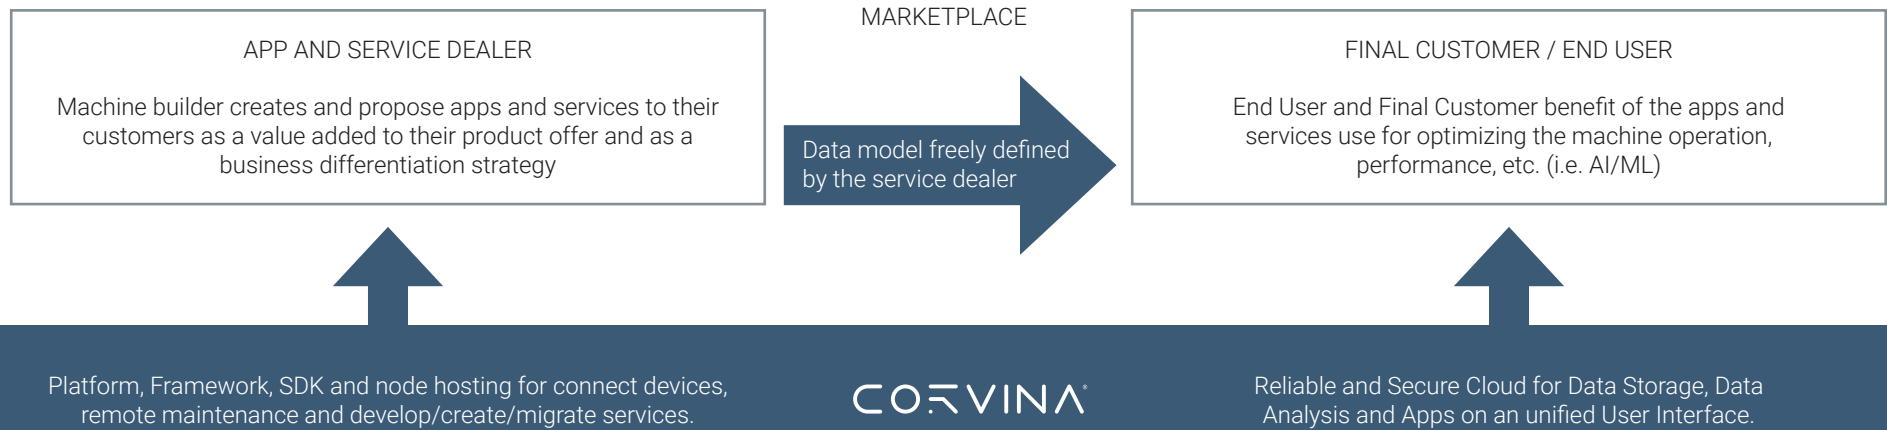 MARKETPLACE
APP AND SERVICE DEALER
Machine builder creates and propose apps and services to their
customers as a value added to their product offer and as a
business differentiation strategy
Data model freely defined
by the service dealer
FINAL CUSTOMER / END USER
End User and Final Customer benefit of the apps and
services use for optimizing the machine operation,
performance, etc. (i.e. AI/ML)
Platform, Framework, SDK and node hosting for connect devices,
remote maintenance and develop/create/migrate services.
CORVINA®
Reliable and Secure Cloud for Data Storage, Data
Analysis and Apps on an unified User Interface.